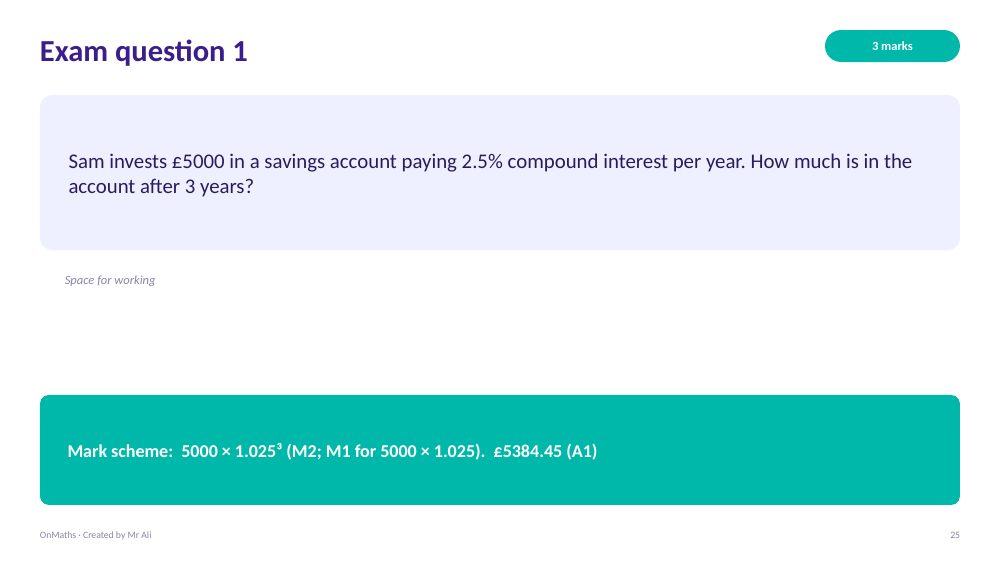 Exam question 1
3 marks
Sam invests £5000 in a savings account paying 2.5% compound interest per year. How much is in the
account after 3 years?
Space for working
Mark scheme:  5000 × 1.025³ (M2; M1 for 5000 × 1.025).  £5384.45 (A1)
OnMaths · Created by Mr Ali
25